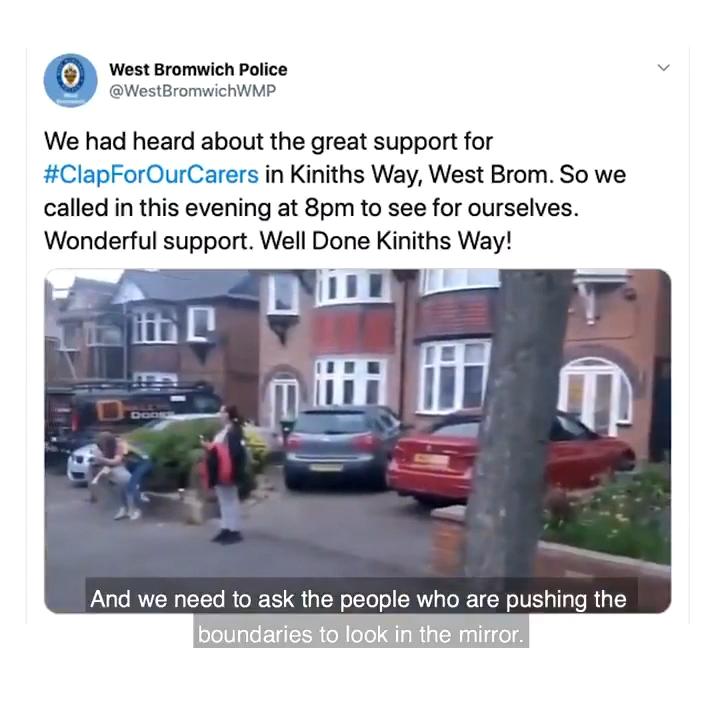 West Bromwich Police
@WestBromwichWMP
We had heard about the great support for
#ClapForOurCarers in Kiniths Way, West Brom. So we
called in this evening at 8pm to see for ourselves.
Wonderful support. Well Done Kiniths Way!
And we need to ask the people who are pushing the
boundaries to look in the mirror.